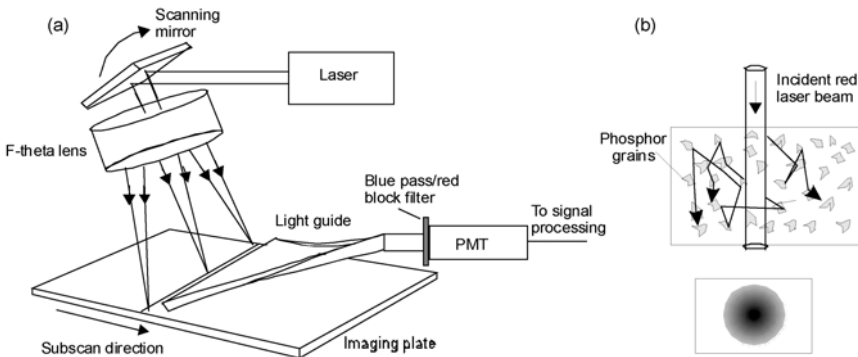 (a)
Scanning
mirror
Laser
F-theta lens
Blue pass/red
block filter
Light guide
To signal
processing
PMT
Subscan direction
Imaging plate
(b)
Incident red
laser beam
Phosphor
grains